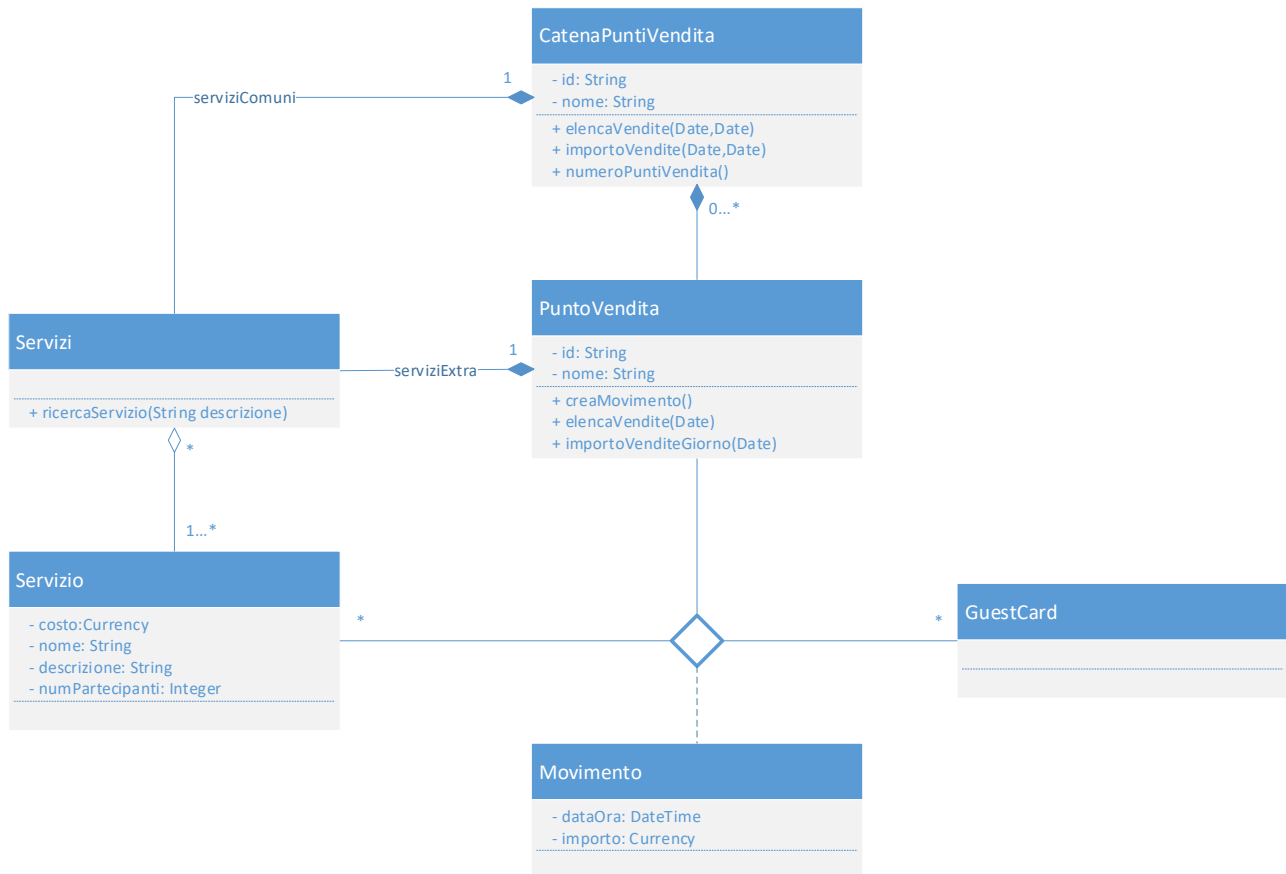 CatenaPuntiVendita
- id: String
- nome: String
+ elencaVendite(Date,Date)
+ importoVendite(Date,Date)
+ numeroPuntiVendita()
1
serviziComuni
0...*
PuntoVendita
- id: String
- nome: String
+ creaMovimento()
+ elencaVendite(Date)
+ importoVenditeGiorno(Date)
Servizi
+ ricercaServizio(String descrizione)
1
serviziExtra
*
1...*
Servizio
- costo:Currency
- nome: String
- descrizione: String
- numPartecipanti: Integer
*
*
GuestCard
Movimento
- dataOra: DateTime
- importo: Currency